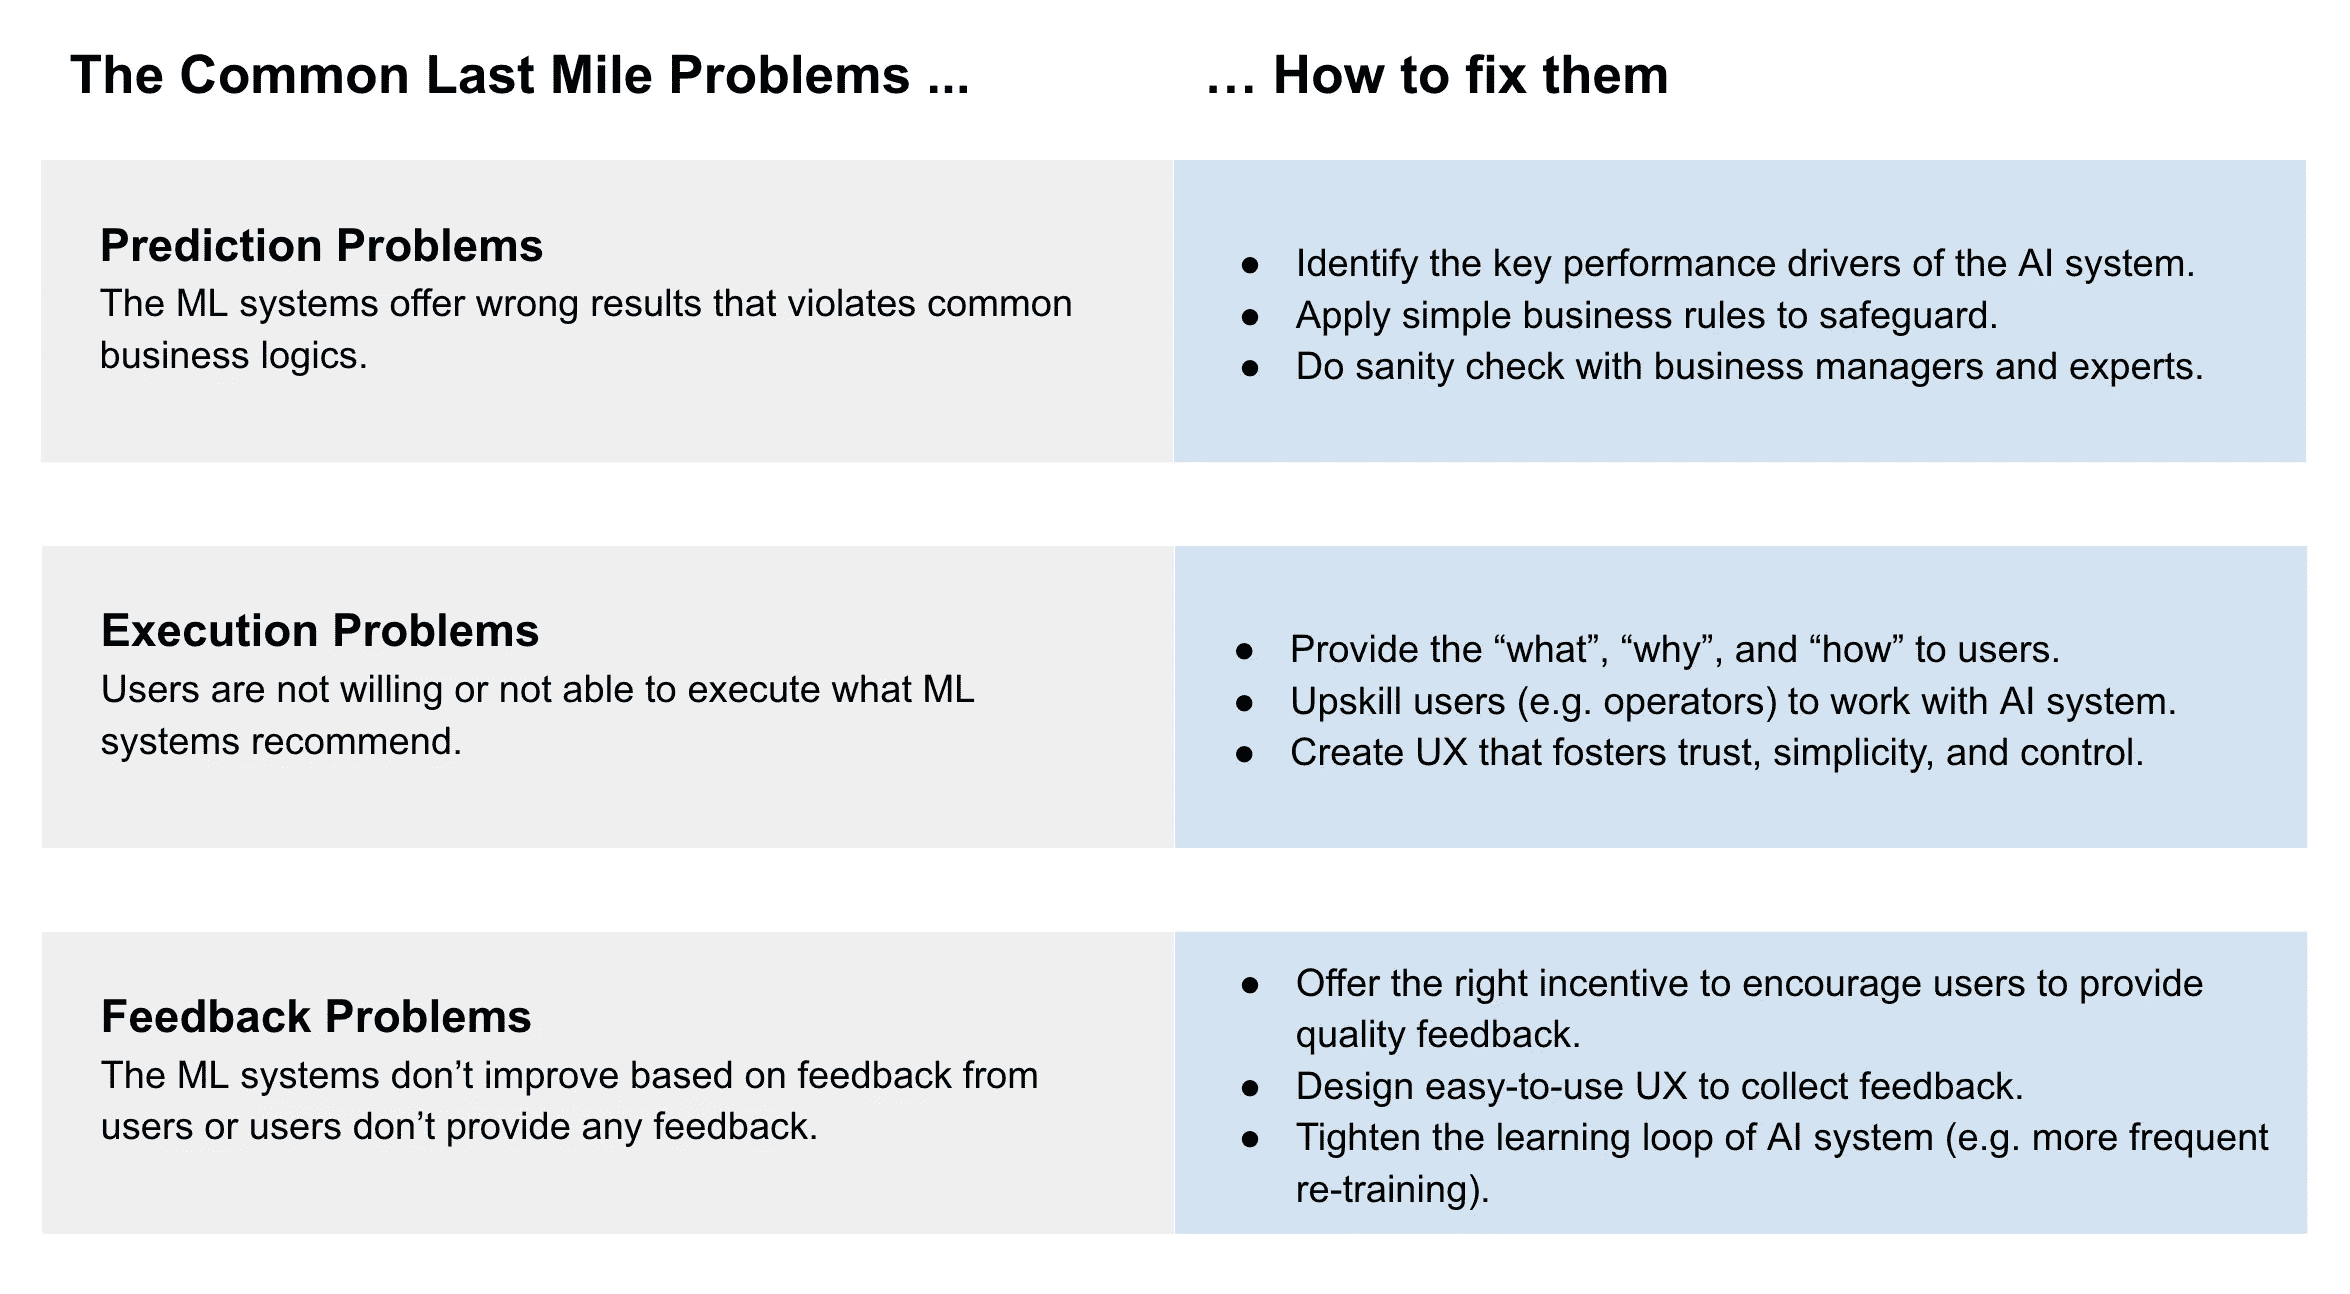 The Common Last Mile Problems ...
… How to fix them
Prediction Problems
The ML systems offer wrong results that violates common
business logics.
● Identify the key performance drivers of the AI system.
● Apply simple business rules to safeguard.
● Do sanity check with business managers and experts.
Execution Problems
Users are not willing or not able to execute what ML
systems recommend.
● Provide the “what”, “why”, and “how” to users.
● Upskill users (e.g. operators) to work with AI system.
● Create UX that fosters trust, simplicity, and control.
Feedback Problems
The ML systems don’t improve based on feedback from
users or users don’t provide any feedback.
● Offer the right incentive to encourage users to provide
quality feedback.
● Design easy-to-use UX to collect feedback.
● Tighten the learning loop of AI system (e.g. more frequent
re-training).